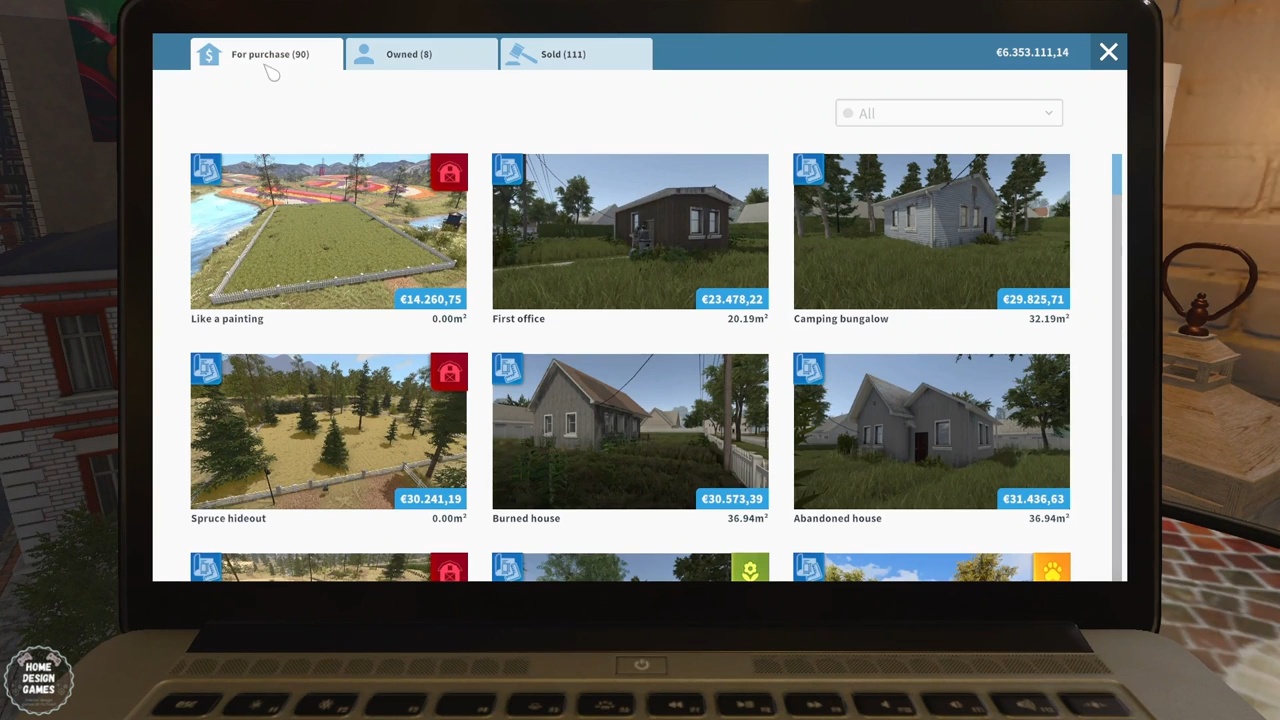 For purchase (90)
Owned (8)
Sold (111)
€6.353.111,14
All
€14.260,75
€23.478,22
€29.825,71
Like a painting 0.00m²
First office 20.19m²
Camping bungalow 32.19m²
€30.241,19
€30.573,39
€31.436,63
Spruce hideout 0.00m²
Burned house 36.94m²
Abandoned house 36.94m²
HOME
DESIGN
GAMES
esc